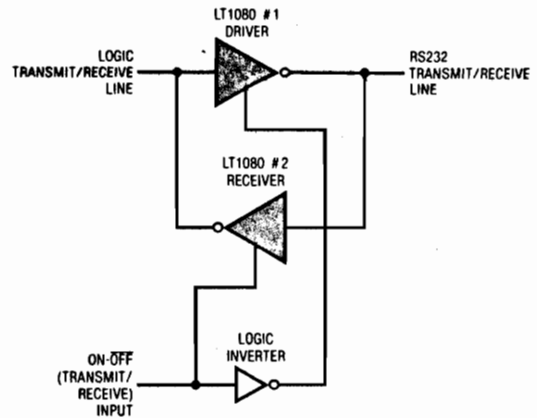 LT1080 #1
DRIVER
LOGIC
TRANSMIT/RECEIVE
LINE
RS232
TRANSMIT/RECEIVE
LINE
LT1080 #2
RECEIVER
LOGIC
INVERTER
ON-OFF
(TRANSMIT/
RECEIVE)
INPUT